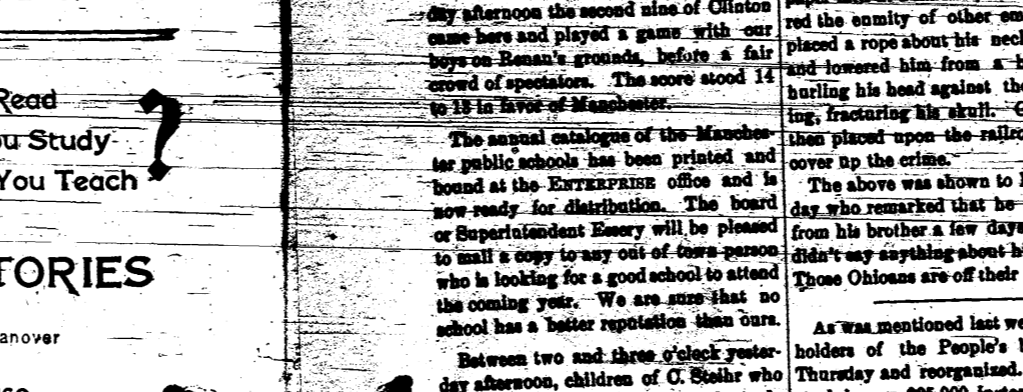 Read
ou Study
You Teach
?
TORIES
anover
day afternoon the second nine of Clinton
came here and played a game with our
boys on Renan's grounds, before a fair
crowd of spectators. The score stood 14
to 13 in favor of Manchester.
The annual catalogue of the Manches-
ter public schools has been printed and
bound at the ENTERPRISE office and is
now ready for distribution. The board
or Superintendent Essery will be pleased
to mail a copy to any out of town person
who is looking for a good school to attend
the coming year. We are sure that no
school has a better reputation than ours.
Between two and three o'clock yester-
day afternoon, children of C. Steihr who
red the enmity of other em
placed a rope about his neck
and lowered him from a
hurling his head against the
ing, fracturing his skull.
then placed upon the railro
cover up the crime."
The above was shown to
day who remarked that he
from his brother a few days
didn't say anything about h
Those Ohioans are off their
As was mentioned last we
holders of the People's
Thursday and reorganized.